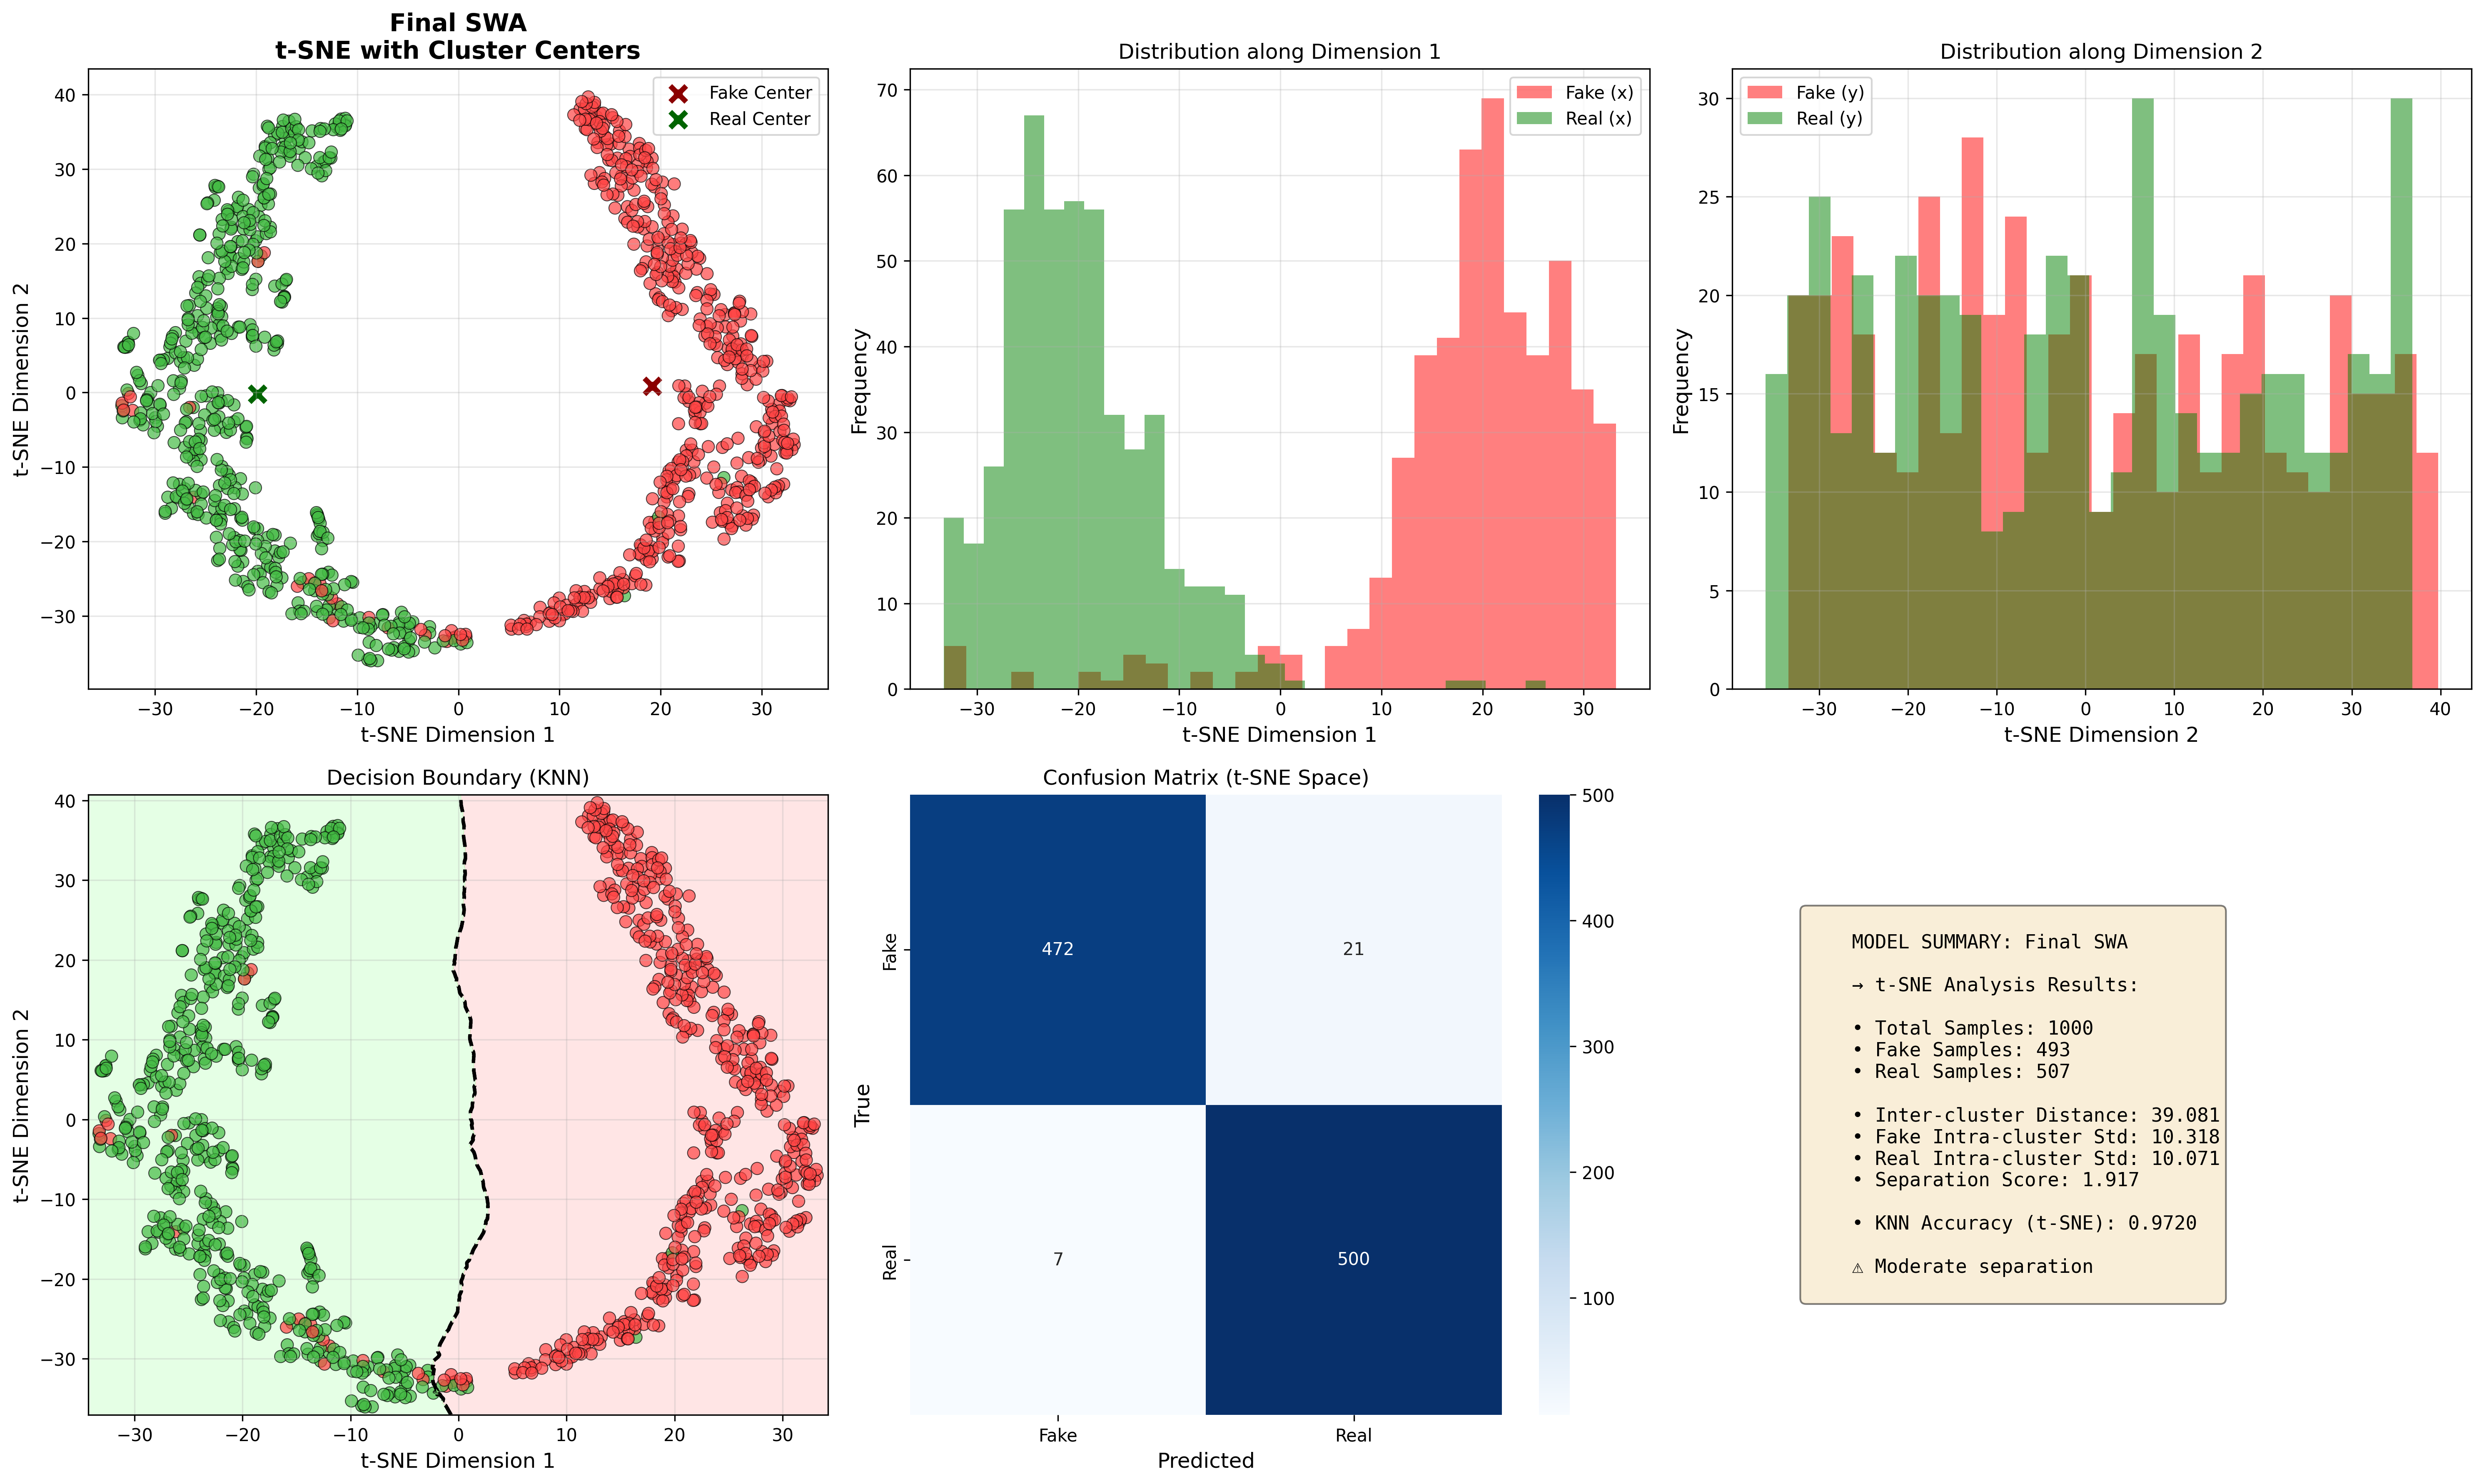 Final SWA
t-SNE with Cluster Centers
Fake Center
Real Center
40
30
20
10
0
−10
−20
−30
t-SNE Dimension 2
−30 −20 −10 0 10 20 30
t-SNE Dimension 1
Distribution along Dimension 1
Fake (x)
Real (x)
70
60
50
40
30
20
10
0
Frequency
−30 −20 −10 0 10 20 30
t-SNE Dimension 1
Distribution along Dimension 2
Fake (y)
Real (y)
30
25
20
15
10
5
0
Frequency
−30 −20 −10 0 10 20 30 40
t-SNE Dimension 2
Decision Boundary (KNN)
40
30
20
10
0
−10
−20
−30
t-SNE Dimension 2
−30 −20 −10 0 10 20 30
t-SNE Dimension 1
Confusion Matrix (t-SNE Space)
Fake
Real
True
472 21
7 500
Fake Real
Predicted
500
400
300
200
100
MODEL SUMMARY: Final SWA
→ t-SNE Analysis Results:
• Total Samples: 1000
• Fake Samples: 493
• Real Samples: 507
• Inter-cluster Distance: 39.081
• Fake Intra-cluster Std: 10.318
• Real Intra-cluster Std: 10.071
• Separation Score: 1.917
• KNN Accuracy (t-SNE): 0.9720
⚠ Moderate separation